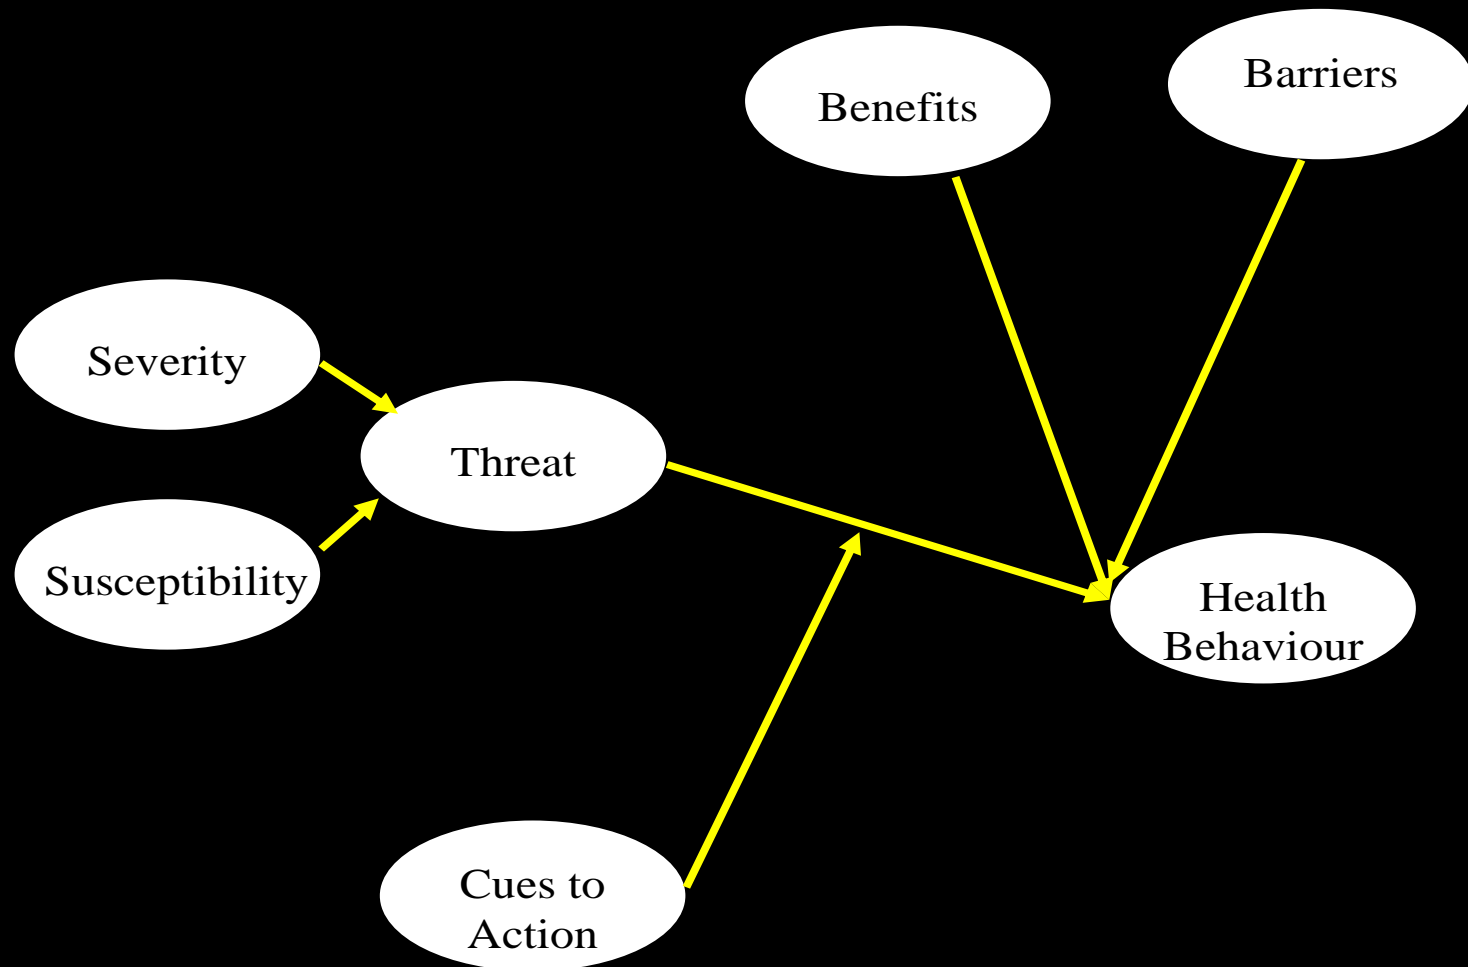 Benefits
Barriers
Severity
Threat
Susceptibility
Health
Behaviour
Cues to
Action